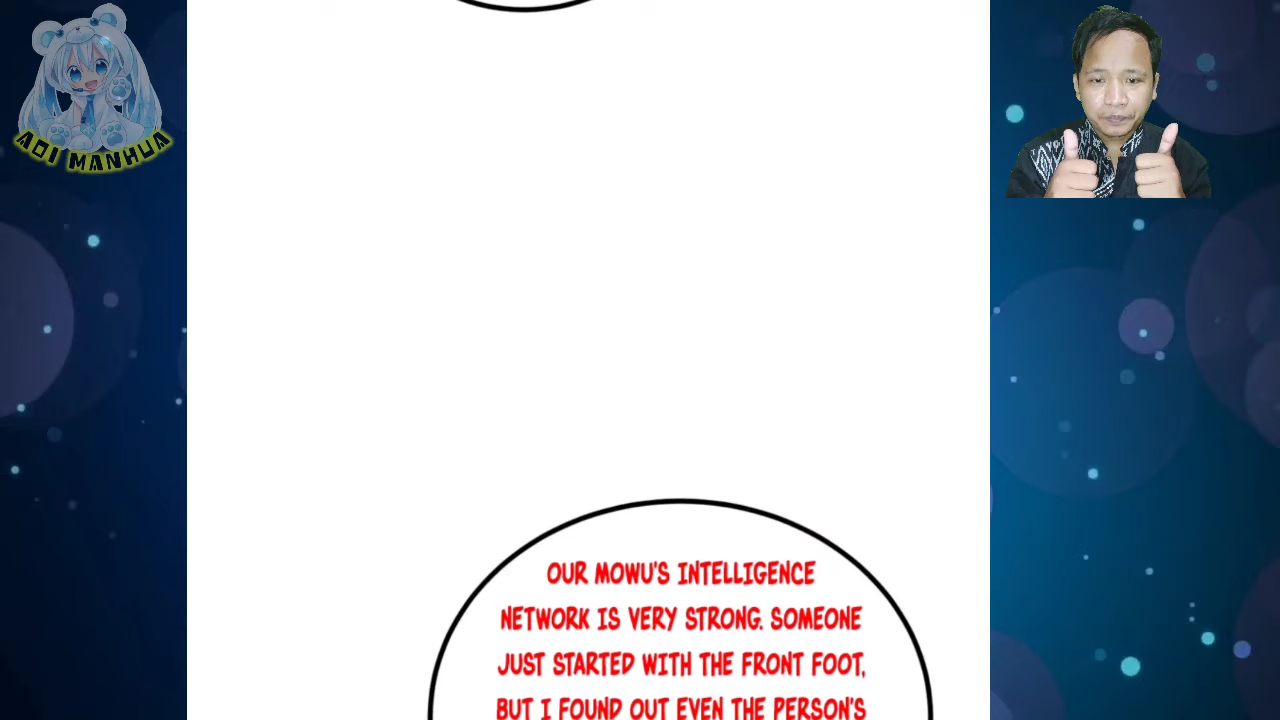 AOI MANHUA
OUR MOWU'S INTELLIGENCE
NETWORK IS VERY STRONG. SOMEONE
JUST STARTED WITH THE FRONT FOOT,
BUT I FOUND OUT EVEN THE PERSON'S